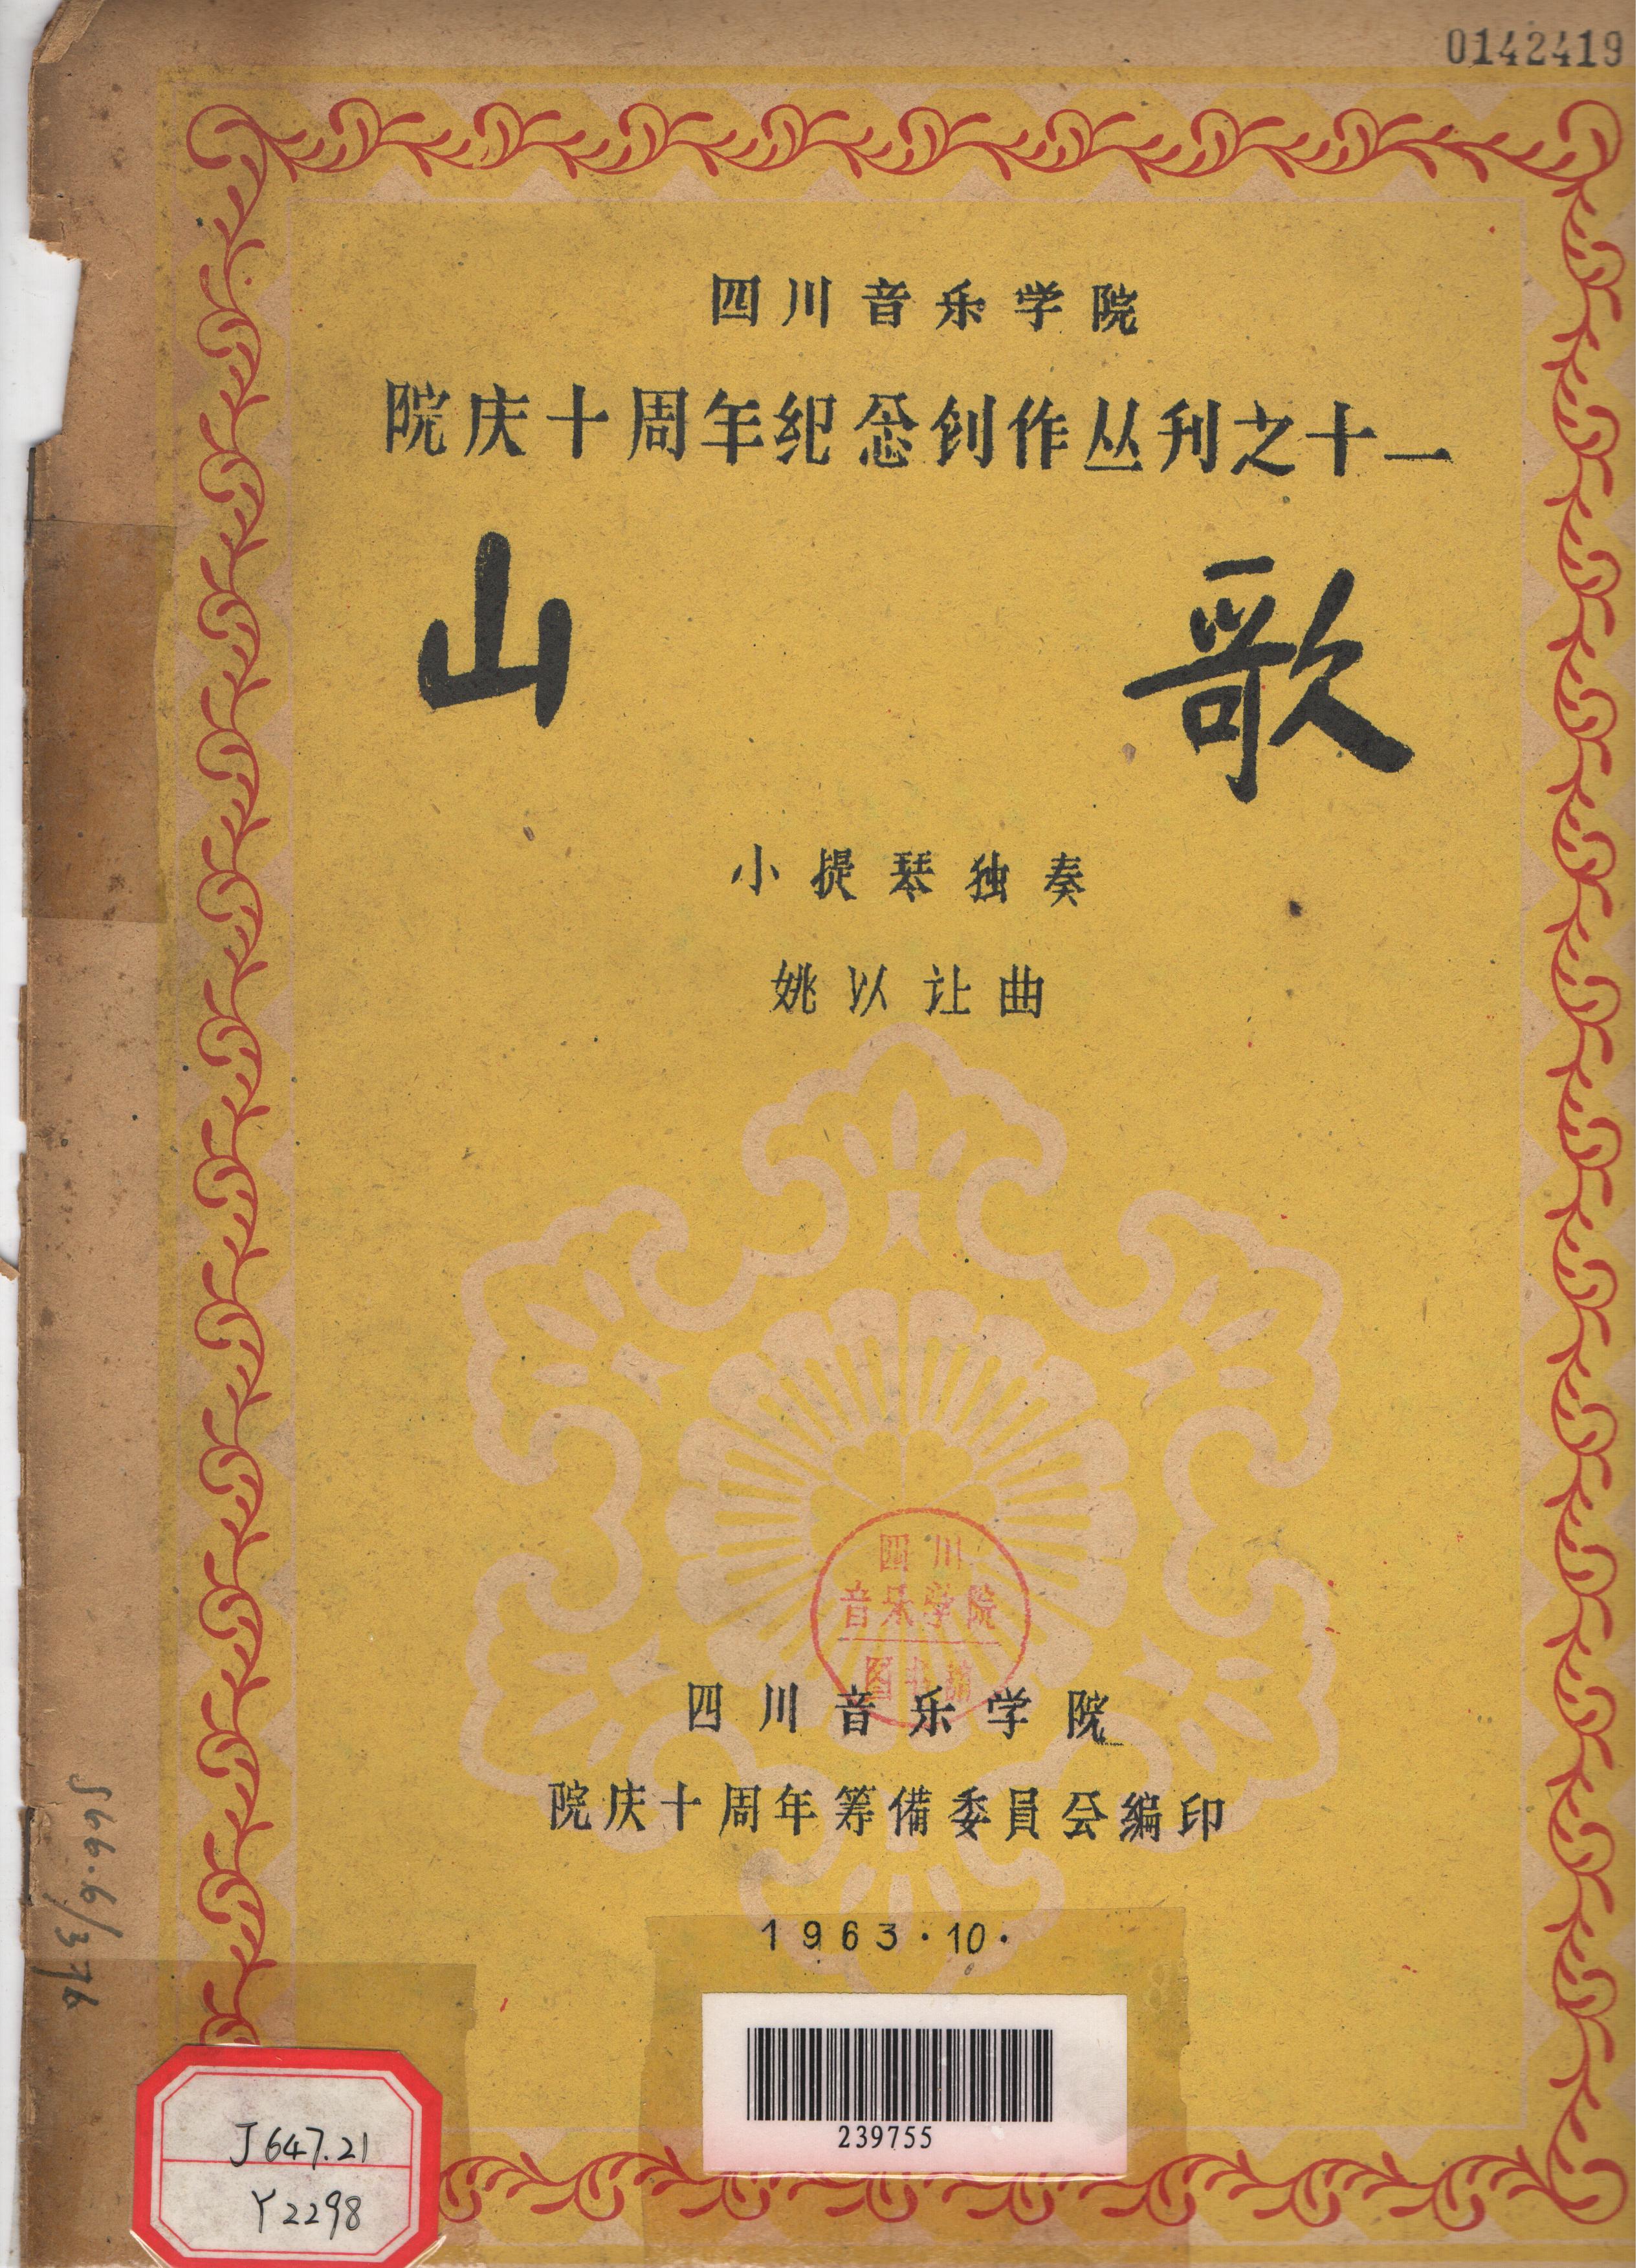 0142419
四川音乐学院
院庆十周年纪念创作丛刊之十一
山歌
小提琴独奏
姚以让曲
四川
音乐学院
图书馆
四川音乐学院
院庆十周年筹備委員会编印
1963·10·
239755
J647.21
Y2298
S66.6/376